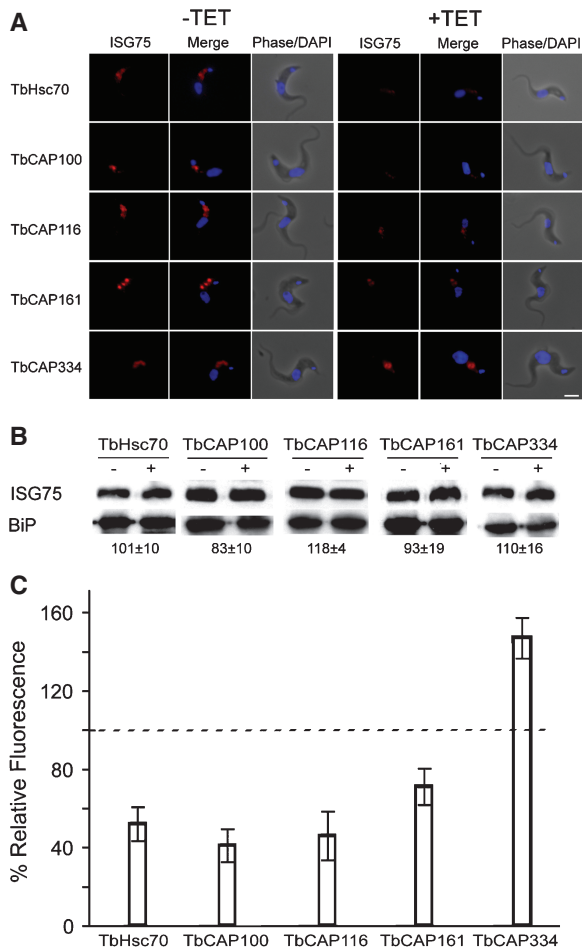 A
-TET +TET
ISG75 Merge Phase/DAPI ISG75 Merge Phase/DAPI
TbHsc70
TbCAP100
TbCAP116
TbCAP161
TbCAP334
B
TbHsc70 TbCAP100 TbCAP116 TbCAP161 TbCAP334
- + - + - + - + - +
ISG75
BiP
101±10 83±10 118±4 93±19 110±16
C
% Relative Fluorescence
160
120
80
40
0
TbHsc70 TbCAP100 TbCAP116 TbCAP161 TbCAP334